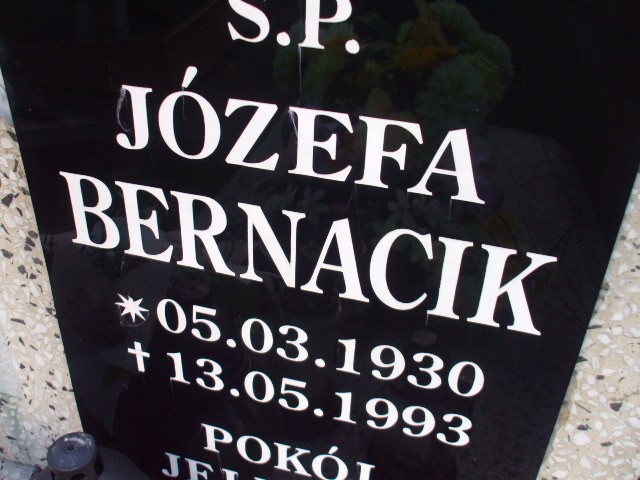 Ś.P.
JÓZEFA
BERNACIK
✶05.03.1930
†13.05.1993
POKÓJ